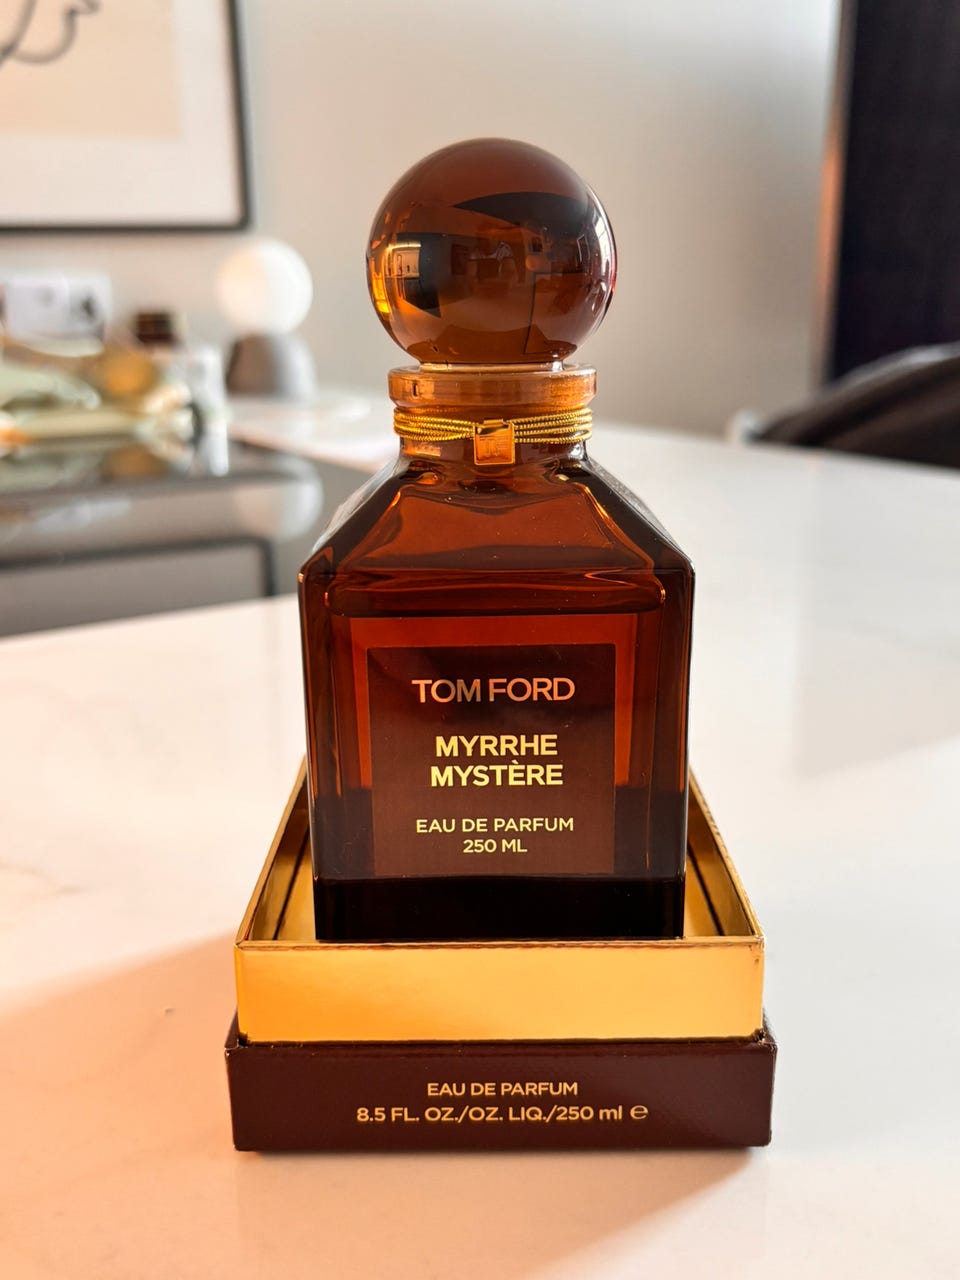 TOM FORD
MYRRHE
MYSTÈRE
EAU DE PARFUM
250 ML
EAU DE PARFUM
8.5 FL. OZ./OZ. LIQ./250 ml ℮